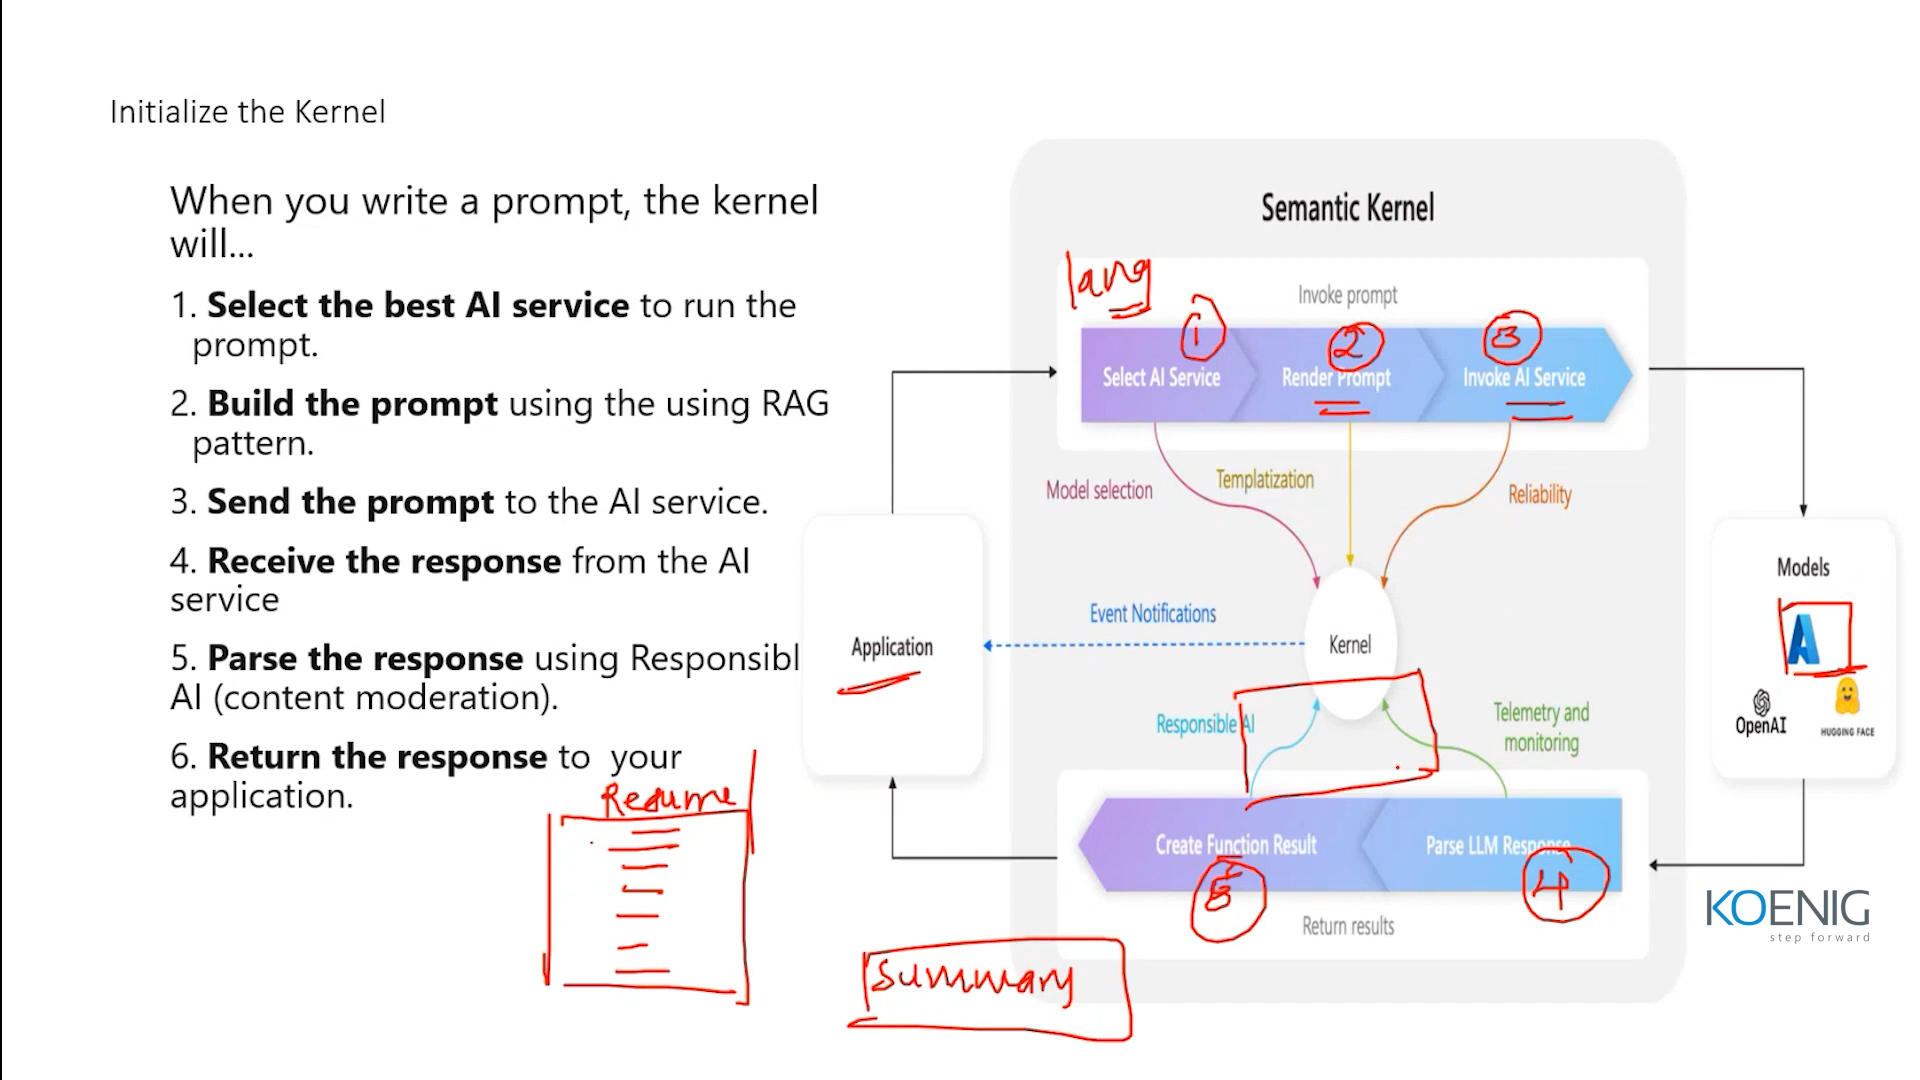 Initialize the Kernel
When you write a prompt, the kernel
will...
1. Select the best AI service to run the
prompt.
2. Build the prompt using the using RAG
pattern.
3. Send the prompt to the AI service.
4. Receive the response from the AI
service
5. Parse the response using Responsibl
AI (content moderation).
6. Return the response to your
application.
Resume
Summary
Semantic Kernel
lang
Invoke prompt
1
2
3
Select AI Service
Render Prompt
Invoke AI Service
Model selection
Templatization
Reliability
Application
Event Notifications
Kernel
Responsible AI
Telemetry and
monitoring
Create Function Result
Parse LLM Response
5
4
Return results
Models
OpenAI
HUGGING FACE
KOENIG
step forward